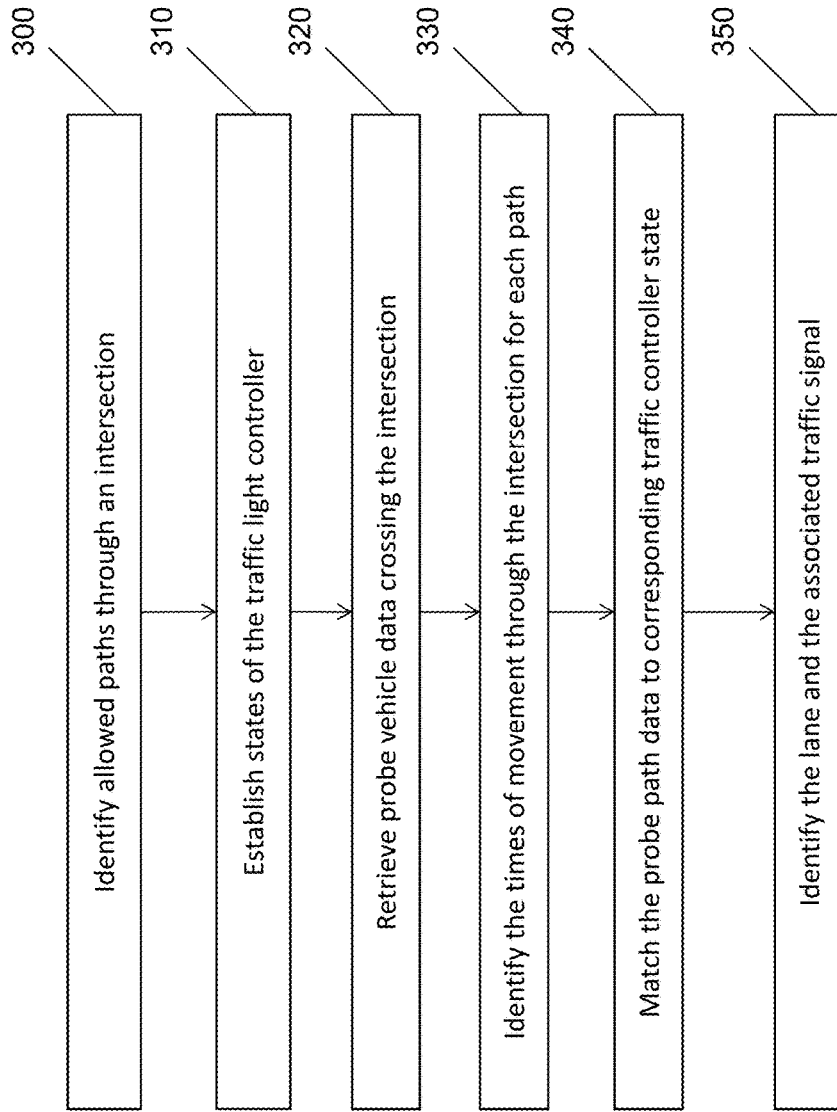 300
Identify allowed paths through an intersection
310
Establish states of the traffic light controller
320
Retrieve probe vehicle data crossing the intersection
330
Identify the times of movement through the intersection for each path
340
Match the probe path data to corresponding traffic controller state
350
Identify the lane and the associated traffic signal